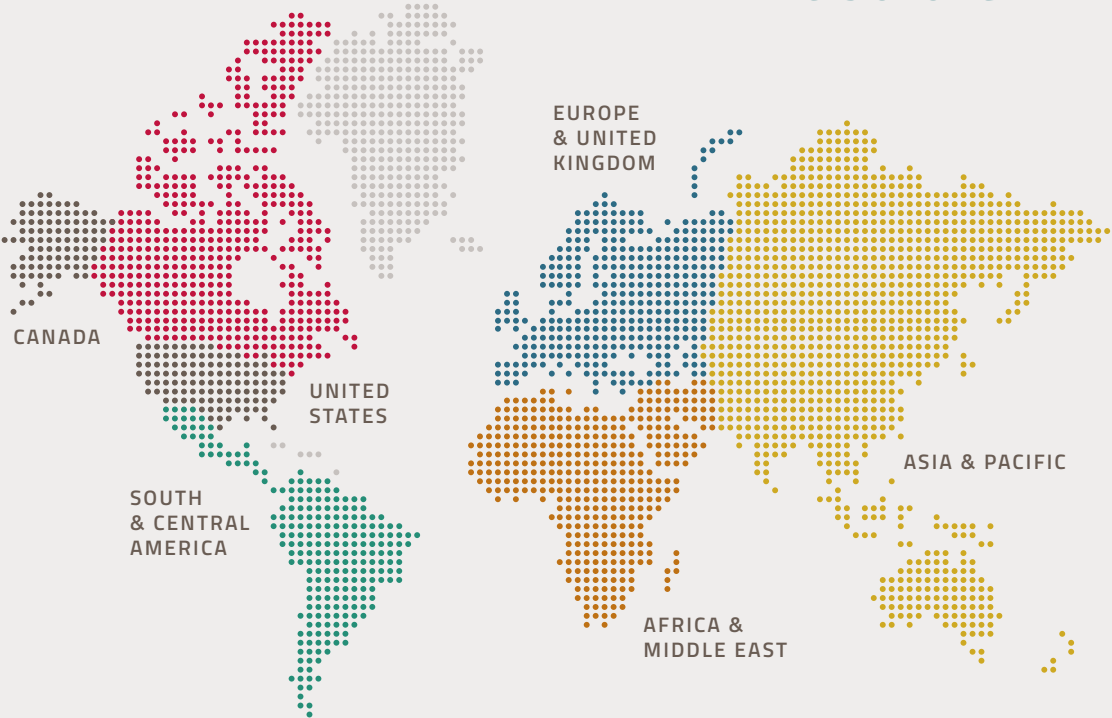 EUROPE
& UNITED
KINGDOM
CANADA
UNITED
STATES
ASIA & PACIFIC
SOUTH
& CENTRAL
AMERICA
AFRICA &
MIDDLE EAST